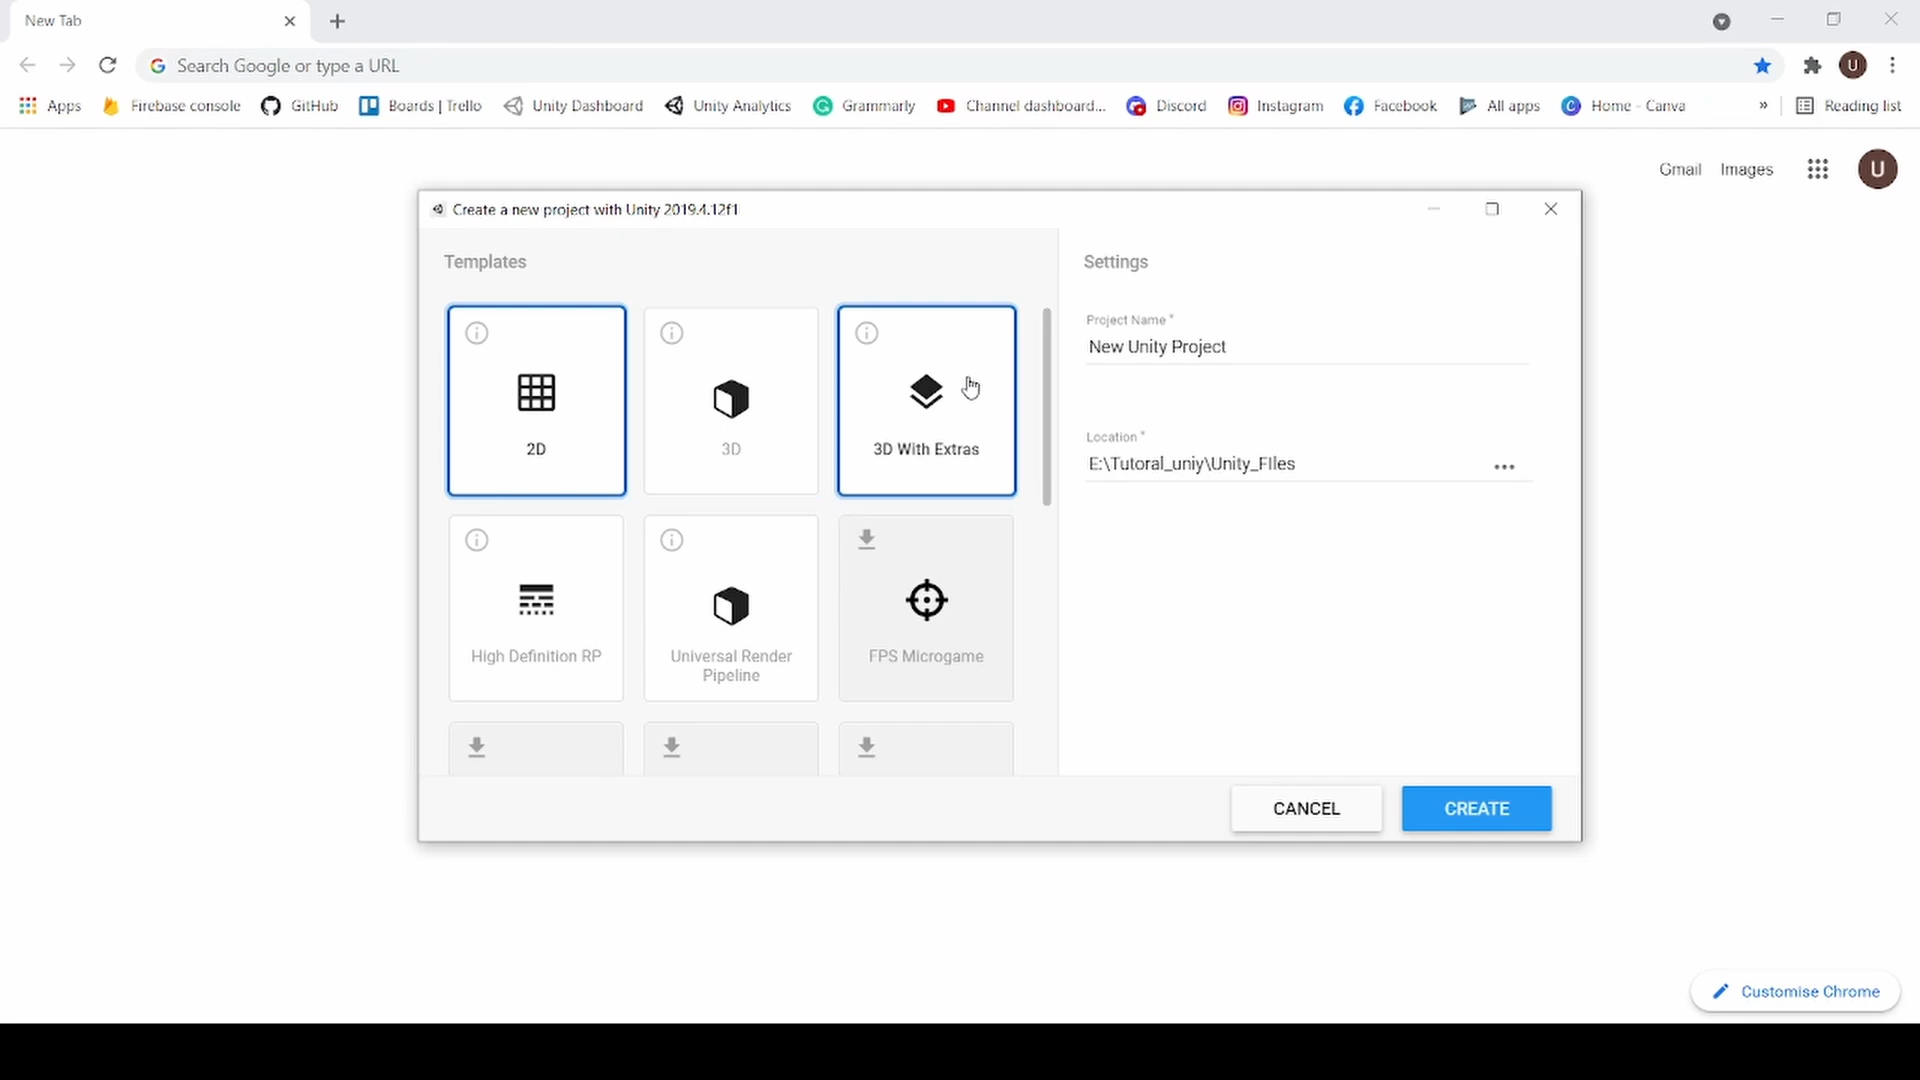 New Tab
Search Google or type a URL
Apps Firebase console GitHub Boards | Trello Unity Dashboard Unity Analytics Grammarly Channel dashboard... Discord Instagram Facebook All apps Home - Canva » Reading list
U
Gmail Images U
Create a new project with Unity 2019.4.12f1
Templates
Settings
2D
3D
3D With Extras
High Definition RP
Universal Render
Pipeline
FPS Microgame
Project Name *
New Unity Project
Location *
E:\Tutoral_uniy\Unity_FIles
CANCEL CREATE
Customise Chrome